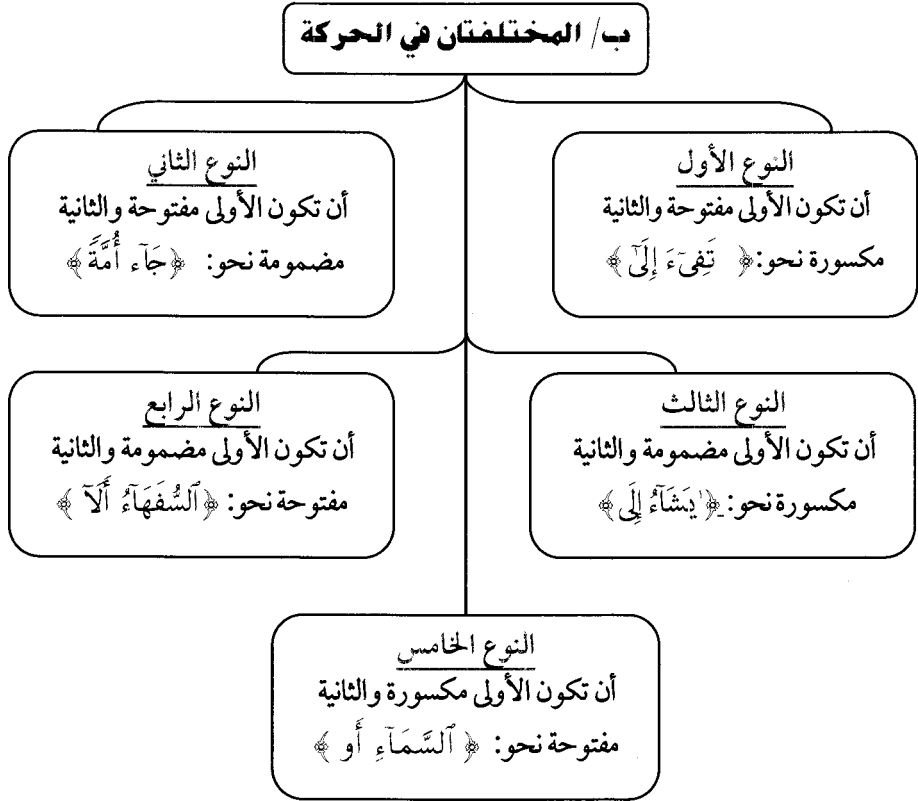 ب/ المختلفتان في الحركة
النوع الأول
أن تكون الأولى مفتوحة والثانية
مكسورة نحو: ﴿ تَفِىٓءَ إِلَىٰٓ ﴾
النوع الثاني
أن تكون الأولى مفتوحة والثانية
مضمومة نحو: ﴿جَآء أُمَّةً﴾
النوع الثالث
أن تكون الأولى مضمومة والثانية
مكسورة نحو: ﴿يَشَآءُ إِلَى﴾
النوع الرابع
أن تكون الأولى مضمومة والثانية
مفتوحة نحو: ﴿ٱلسُّفَهَآءُ أَلَآ ﴾
النوع الخامس
أن تكون الأولى مكسورة والثانية
مفتوحة نحو: ﴿ ٱلسَّمَآءِ أَو ﴾